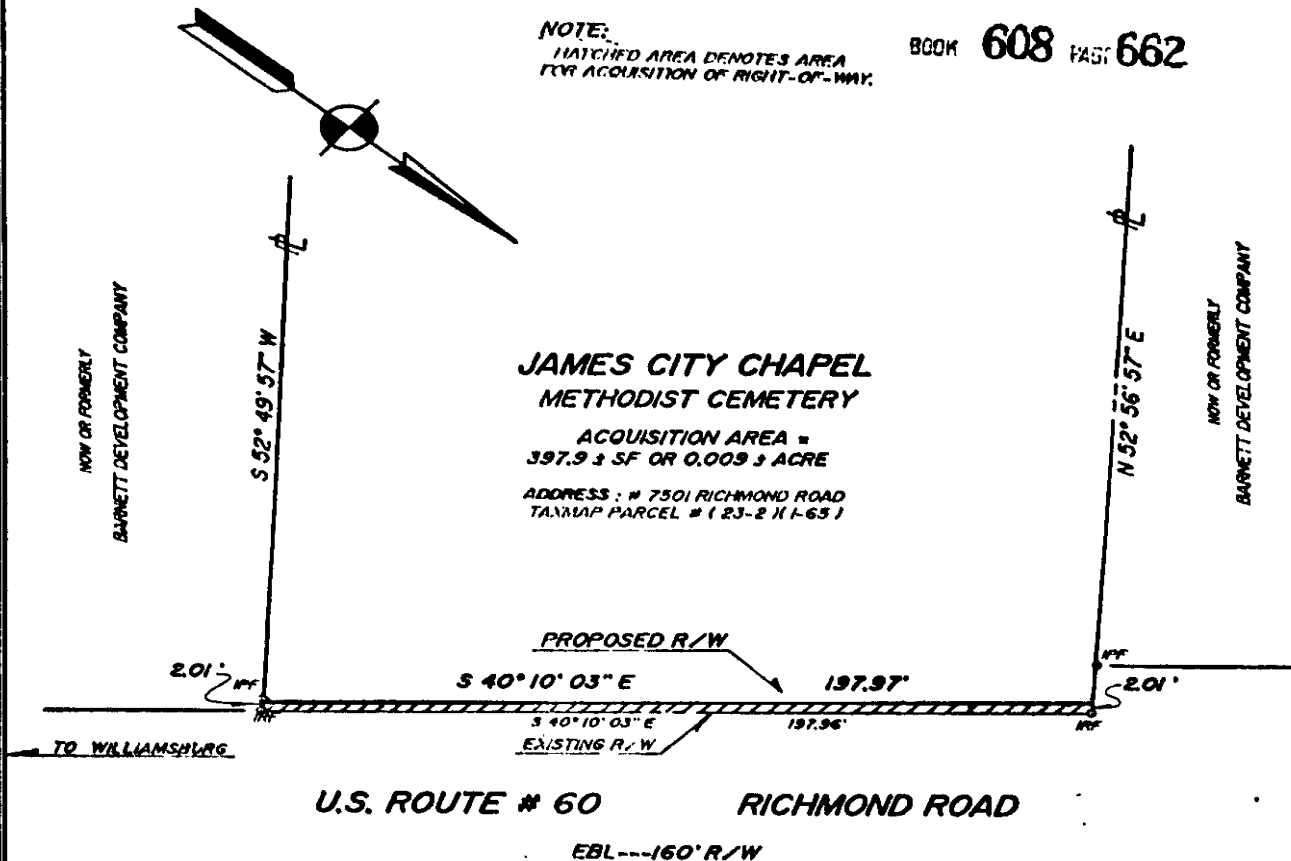 NOTE:
HATCHED AREA DENOTES AREA
FOR ACQUISITION OF RIGHT-OF-WAY.
BOOK 608 PAGE 662
NOW OR FORMERLY
BARNETT DEVELOPMENT COMPANY
S 52° 49' 57" W
JAMES CITY CHAPEL
METHODIST CEMETERY
ACQUISITION AREA =
397.9 ± SF OR 0.009 ± ACRE
ADDRESS : # 7501 RICHMOND ROAD
TAXMAP PARCEL # (23-2)(1-65)
N 52° 56' 57" E
NOW OR FORMERLY
BARNETT DEVELOPMENT COMPANY
PROPOSED R/W
2.01'
IPF
S 40° 10' 03" E
197.97'
IPF
2.01'
IRF
S 40° 10' 03" E
197.96'
IRF
EXISTING R/W
TO WILLIAMSBURG
U.S. ROUTE # 60 RICHMOND ROAD
EBL---160' R/W